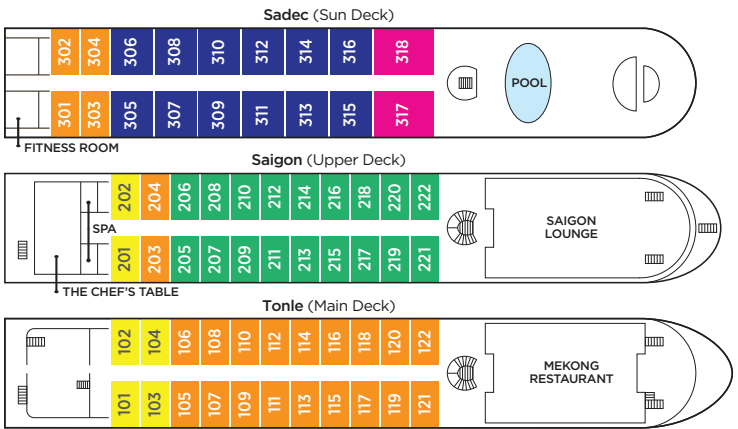 Sadec (Sun Deck)
302 304 306 308 310 312 314 316 318
POOL
301 303 305 307 309 311 313 315 317
FITNESS ROOM
Saigon (Upper Deck)
202 204 206 208 210 212 214 216 218 220 222
SPA
SAIGON
LOUNGE
201 203 205 207 209 211 213 215 217 219 221
THE CHEF'S TABLE
Tonle (Main Deck)
102 104 106 108 110 112 114 116 118 120 122
MEKONG
RESTAURANT
101 103 105 107 109 111 113 115 117 119 121